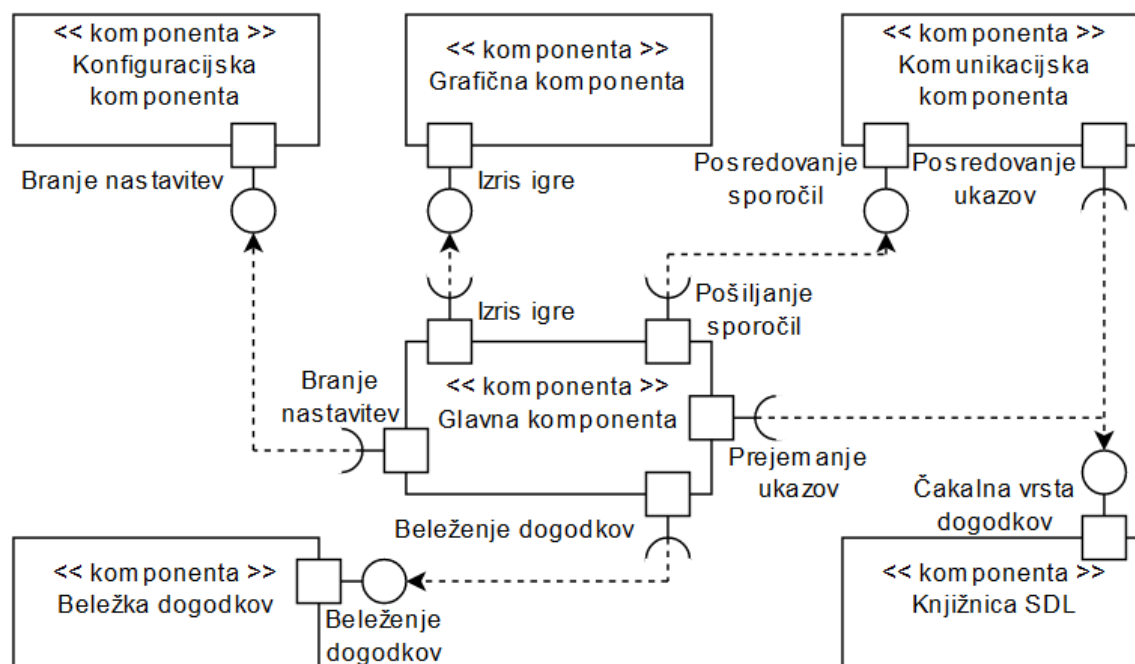 << komponenta >>
Konfiguracijska
komponenta
<< komponenta >>
Grafična komponenta
<< komponenta >>
Komunikacijska
komponenta
Branje nastavitev
Izris igre
Posredovanje
sporočil
Posredovanje
ukazov
Izris igre
Pošiljanje
sporočil
Branje
nastavitev
<< komponenta >>
Glavna komponenta
Prejemanje
ukazov
Čakalna vrsta
dogodkov
Beleženje dogodkov
<< komponenta >>
Beležka dogodkov
Beleženje
dogodkov
<< komponenta >>
Knjižnica SDL